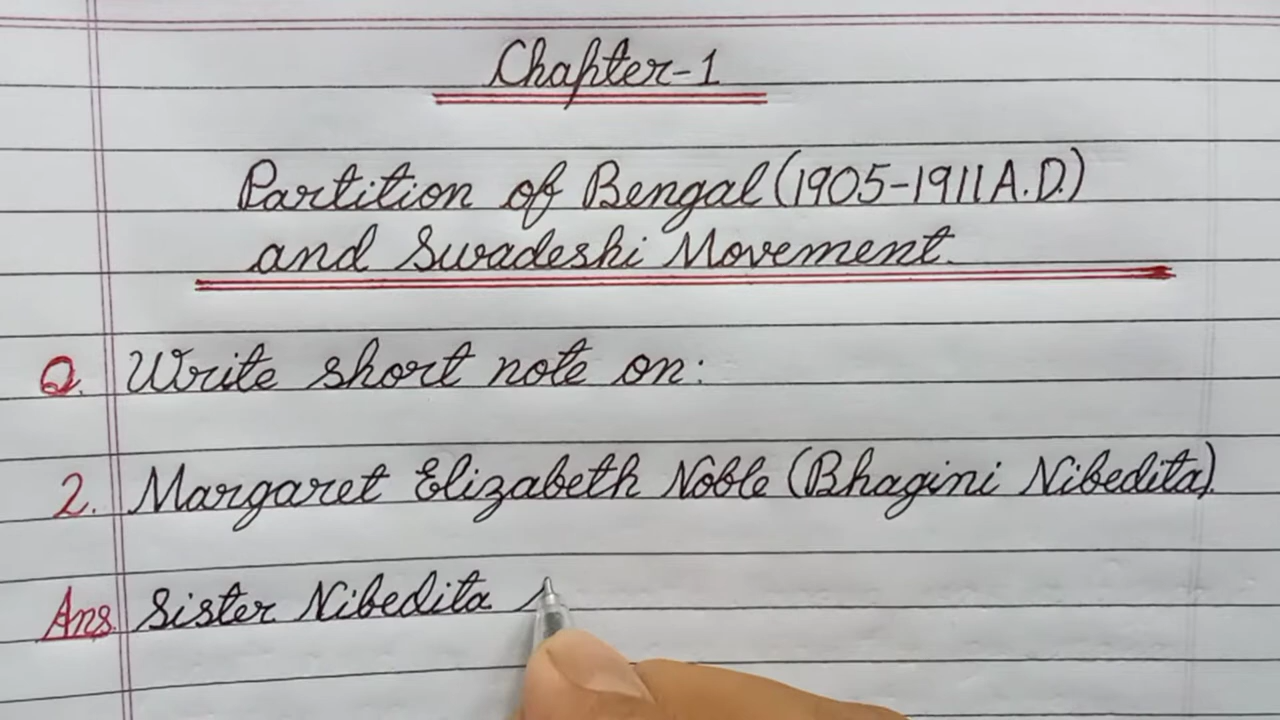 Chapter-1
Partition of Bengal (1905-1911 A.D.)
and Swadeshi Movement.
Q. Write short note on:
2. Margaret Elizabeth Noble (Bhagini Nibedita).
Ans. Sister Nibedita